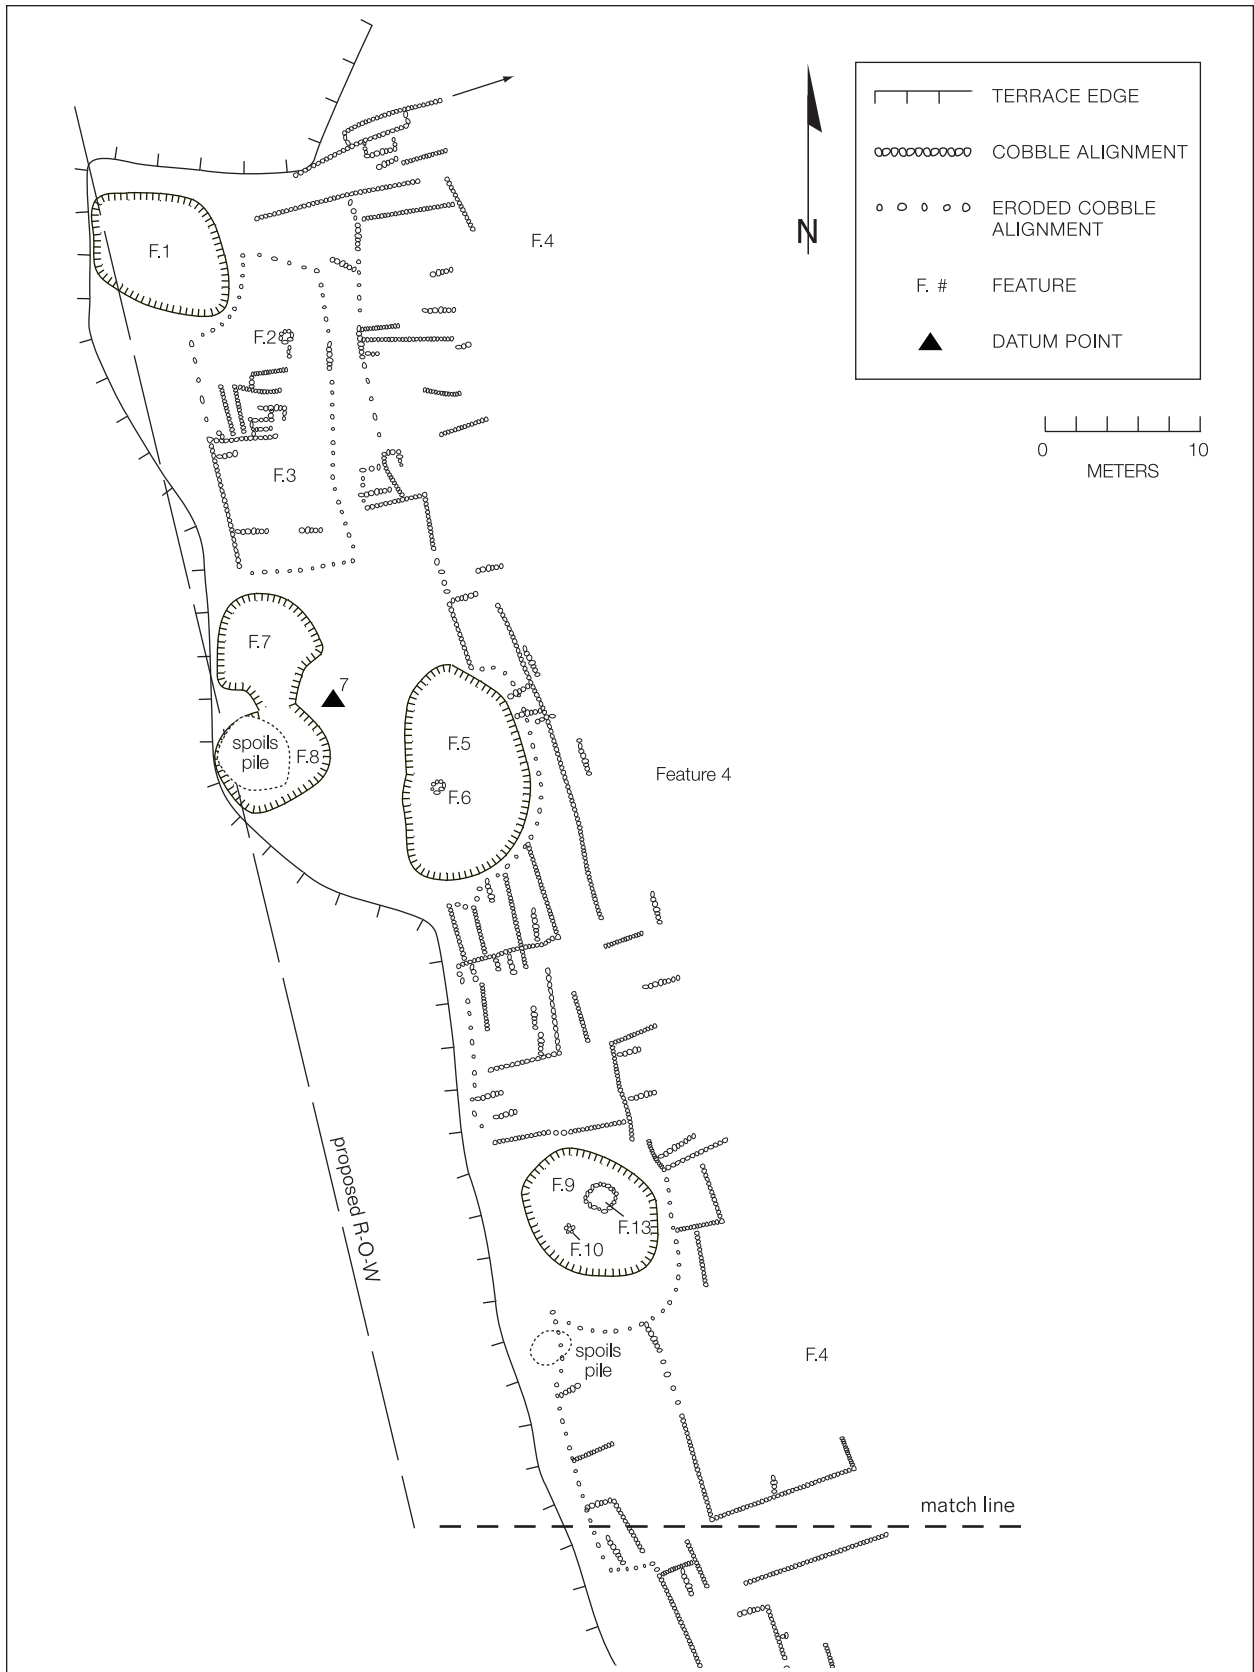 TERRACE EDGE
COBBLE ALIGNMENT
ERODED COBBLE
ALIGNMENT
F. #
FEATURE
DATUM POINT
N
0
10
METERS
F.1
F.4
F.2
F.3
F.7
7
spoils
pile
F.8
F.5
F.6
Feature 4
proposed R-O-W
F.9
F.13
F.10
spoils
pile
F.4
match line